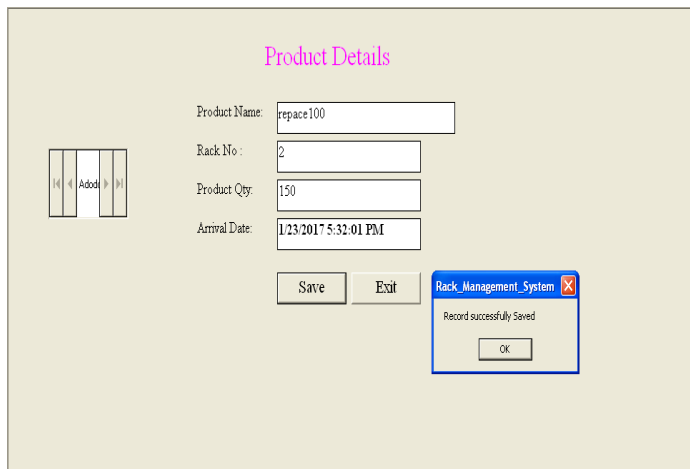 Product Details
Product Name: repace100
Rack No : 2
Product Qty: 150
Arrival Date: 1/23/2017 5:32:01 PM
Save Exit
Rack_Management_System
Record successfully Saved
OK